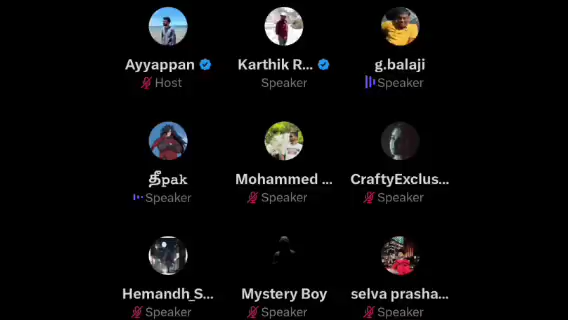 Ayyappan Karthik R... g.balaji
Host Speaker Speaker
தீpak Mohammed ... CraftyExclus...
Speaker Speaker Speaker
Hemandh_S... Mystery Boy selva prasha...
Speaker Speaker Speaker